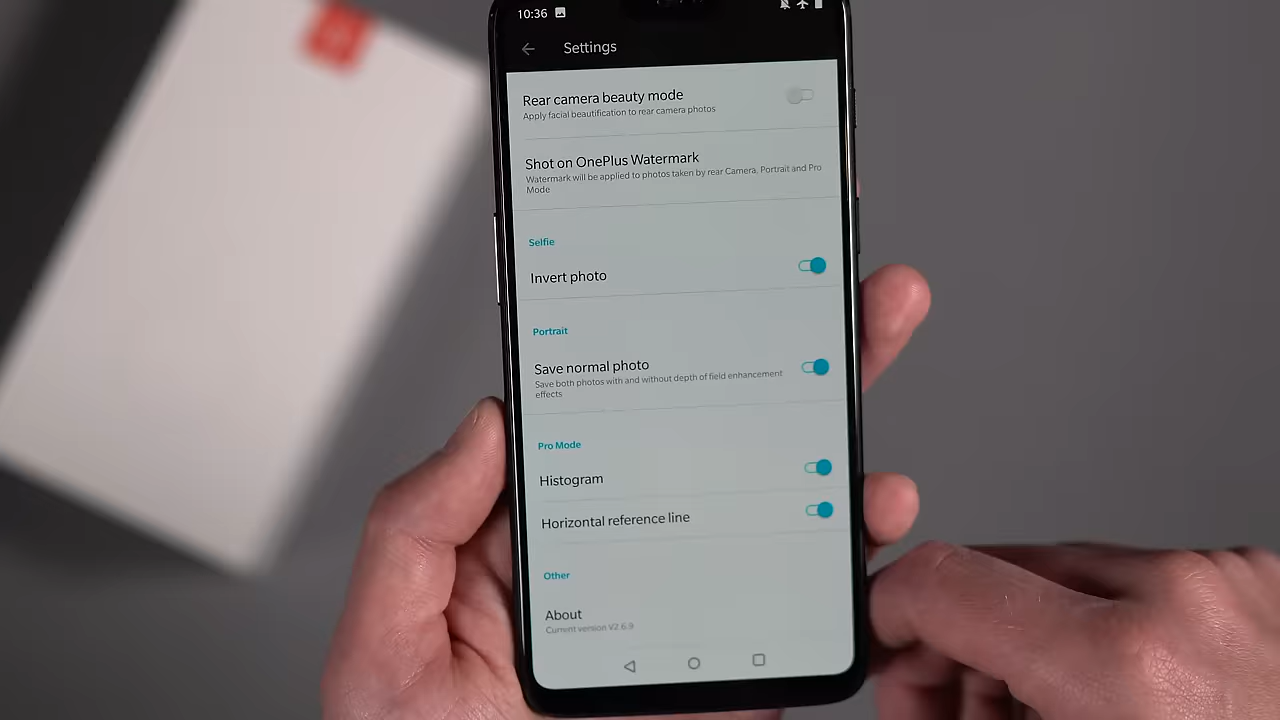 10:36
Settings
Rear camera beauty mode
Apply facial beautification to rear camera photos
Shot on OnePlus Watermark
Watermark will be applied to photos taken by rear Camera, Portrait and Pro
Mode
Selfie
Invert photo
Portrait
Save normal photo
Save both photos with and without depth of field enhancement
effects
Pro Mode
Histogram
Horizontal reference line
Other
About
Current version V2.6.9